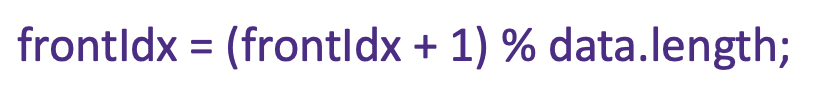 frontIdx = (frontIdx + 1) % data.length;